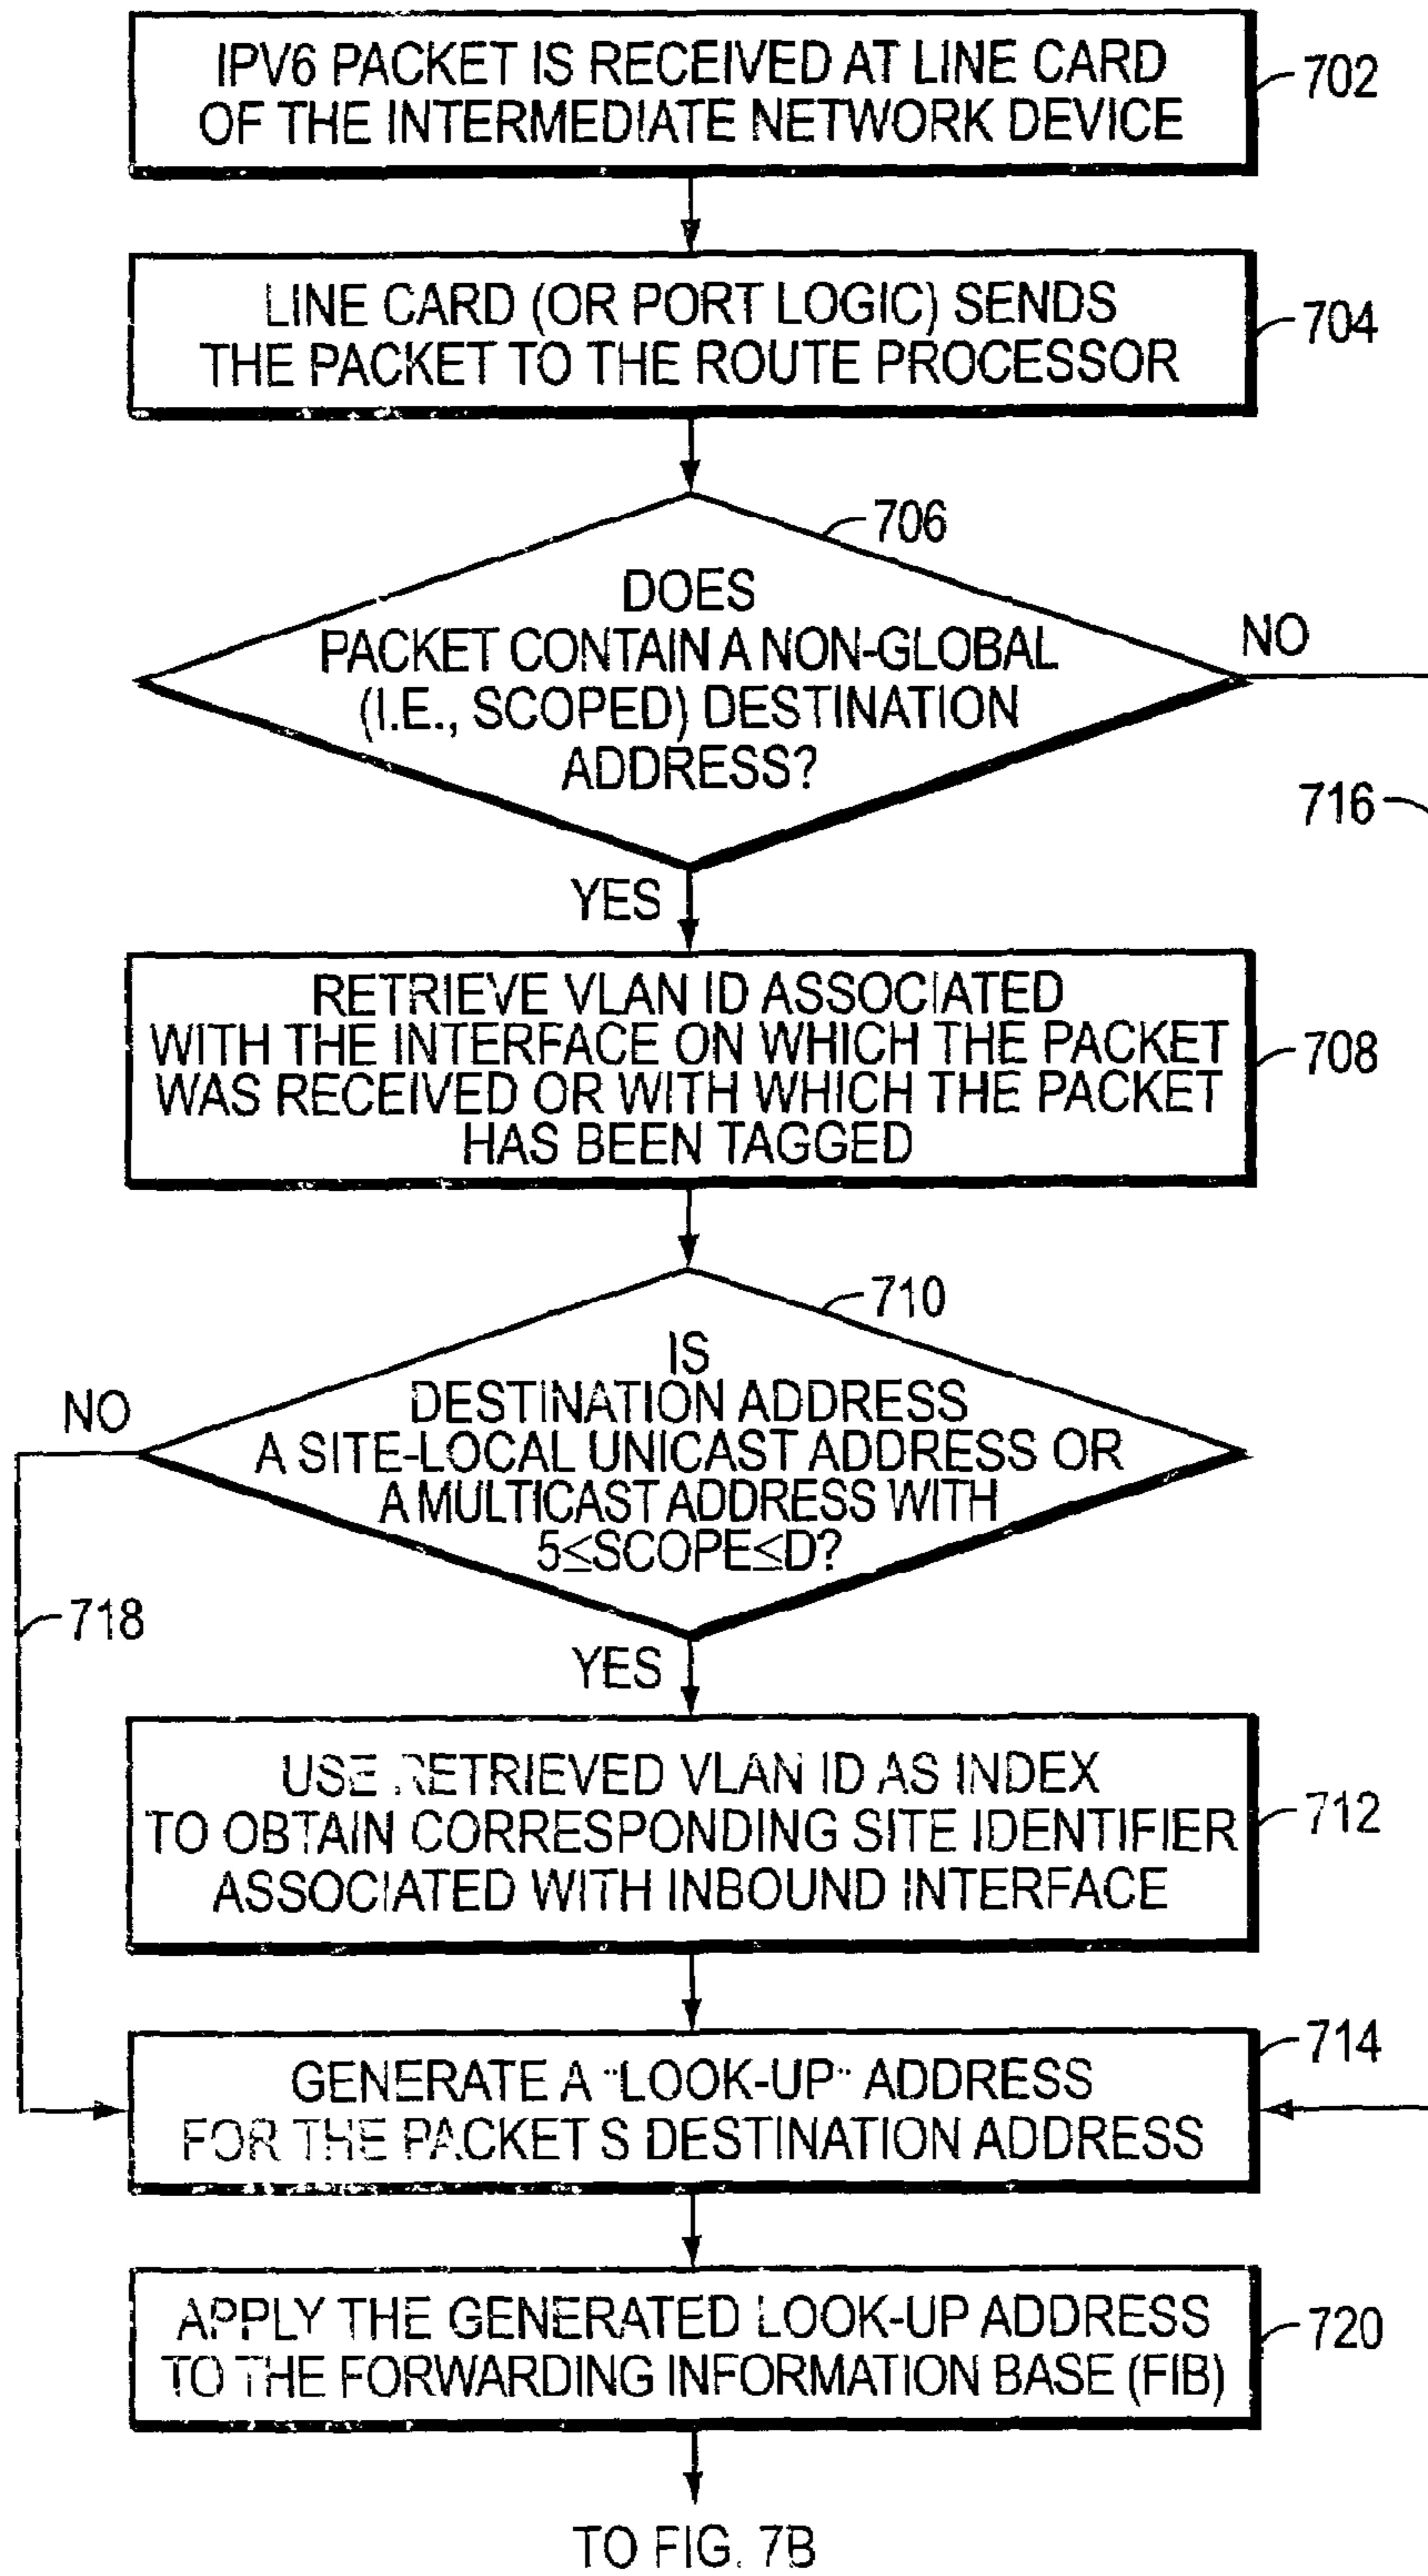 IPV6 PACKET IS RECEIVED AT LINE CARD
OF THE INTERMEDIATE NETWORK DEVICE
702
LINE CARD (OR PORT LOGIC) SENDS
THE PACKET TO THE ROUTE PROCESSOR
704
706
DOES
PACKET CONTAIN A NON-GLOBAL
(I.E., SCOPED) DESTINATION
ADDRESS?
NO
716
YES
RETRIEVE VLAN ID ASSOCIATED
WITH THE INTERFACE ON WHICH THE PACKET
WAS RECEIVED OR WITH WHICH THE PACKET
HAS BEEN TAGGED
708
710
IS
DESTINATION ADDRESS
A SITE-LOCAL UNICAST ADDRESS OR
A MULTICAST ADDRESS WITH
5≤SCOPE≤D?
NO
718
YES
USE RETRIEVED VLAN ID AS INDEX
TO OBTAIN CORRESPONDING SITE IDENTIFIER
ASSOCIATED WITH INBOUND INTERFACE
712
714
GENERATE A "LOOK-UP" ADDRESS
FOR THE PACKET S DESTINATION ADDRESS
APPLY THE GENERATED LOOK-UP ADDRESS
TO THE FORWARDING INFORMATION BASE (FIB)
720
TO FIG. 7B